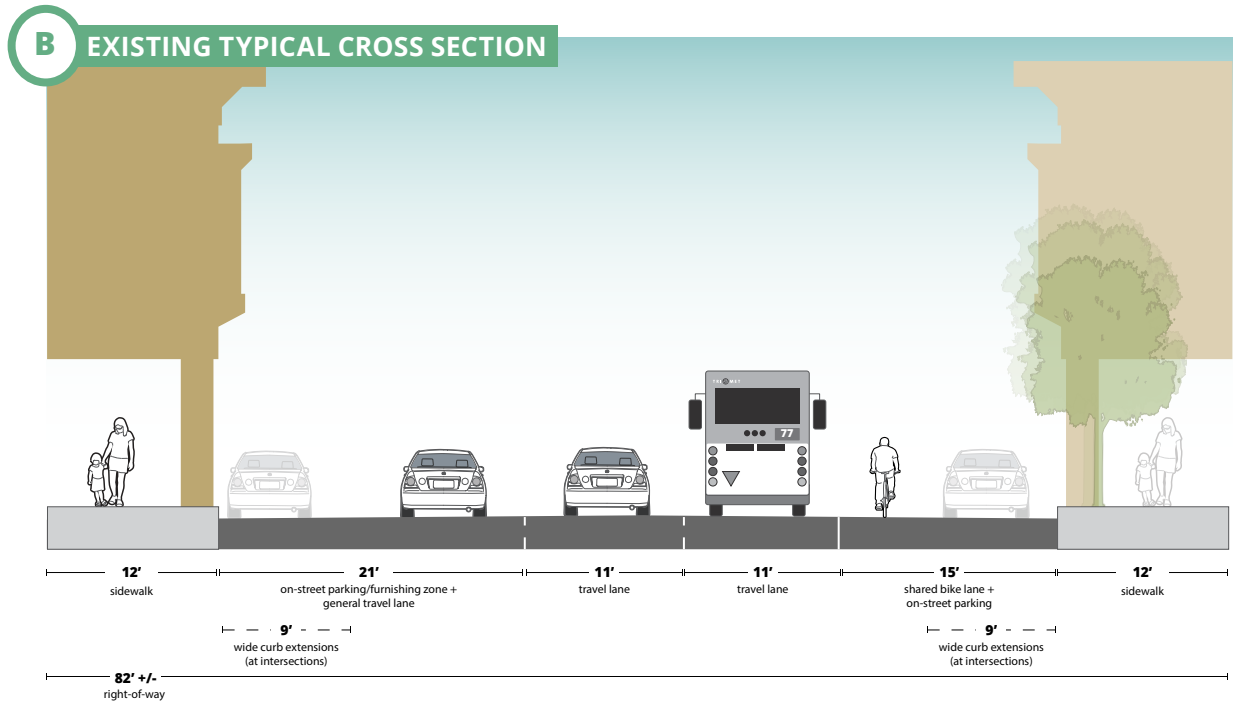 B EXISTING TYPICAL CROSS SECTION
TRI MET
77
12’ 21’ 11’ 11’ 15’ 12’
sidewalk
on-street parking/furnishing zone +
general travel lane
travel lane
travel lane
shared bike lane +
on-street parking
sidewalk
9’
wide curb extensions
(at intersections)
9’
wide curb extensions
(at intersections)
82’ +/-
right-of-way